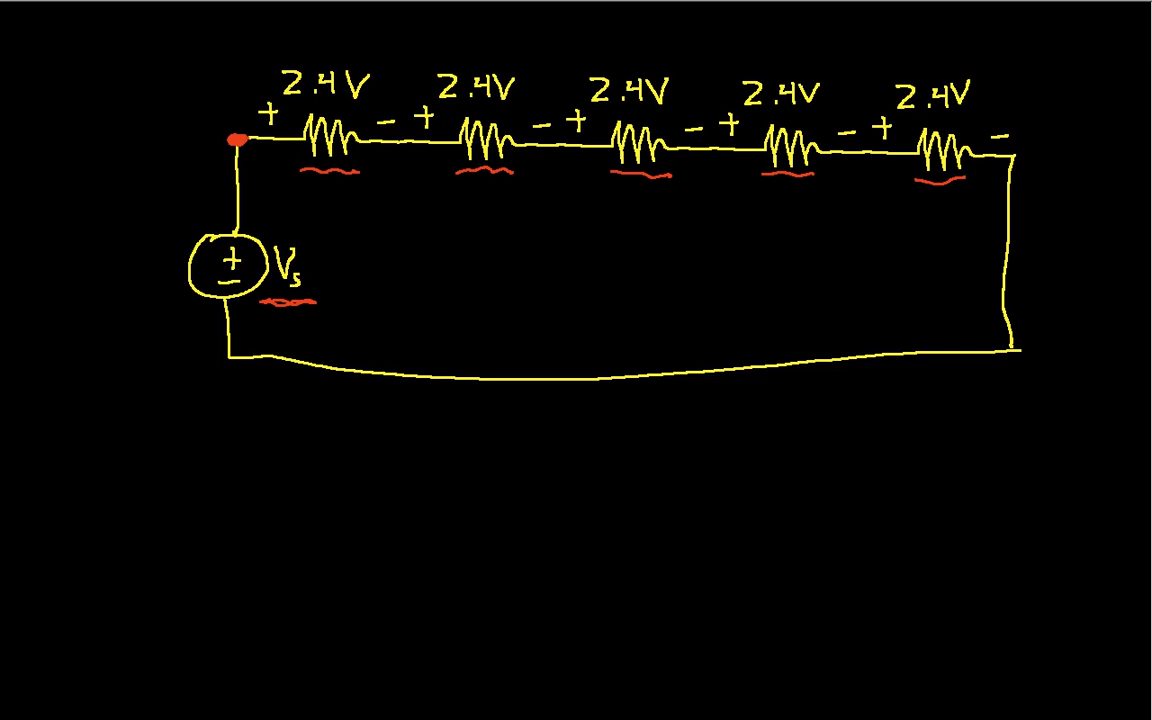 2.4V 2.4V 2.4V 2.4V 2.4V
+ - + - + - + - + -
+
- Vs